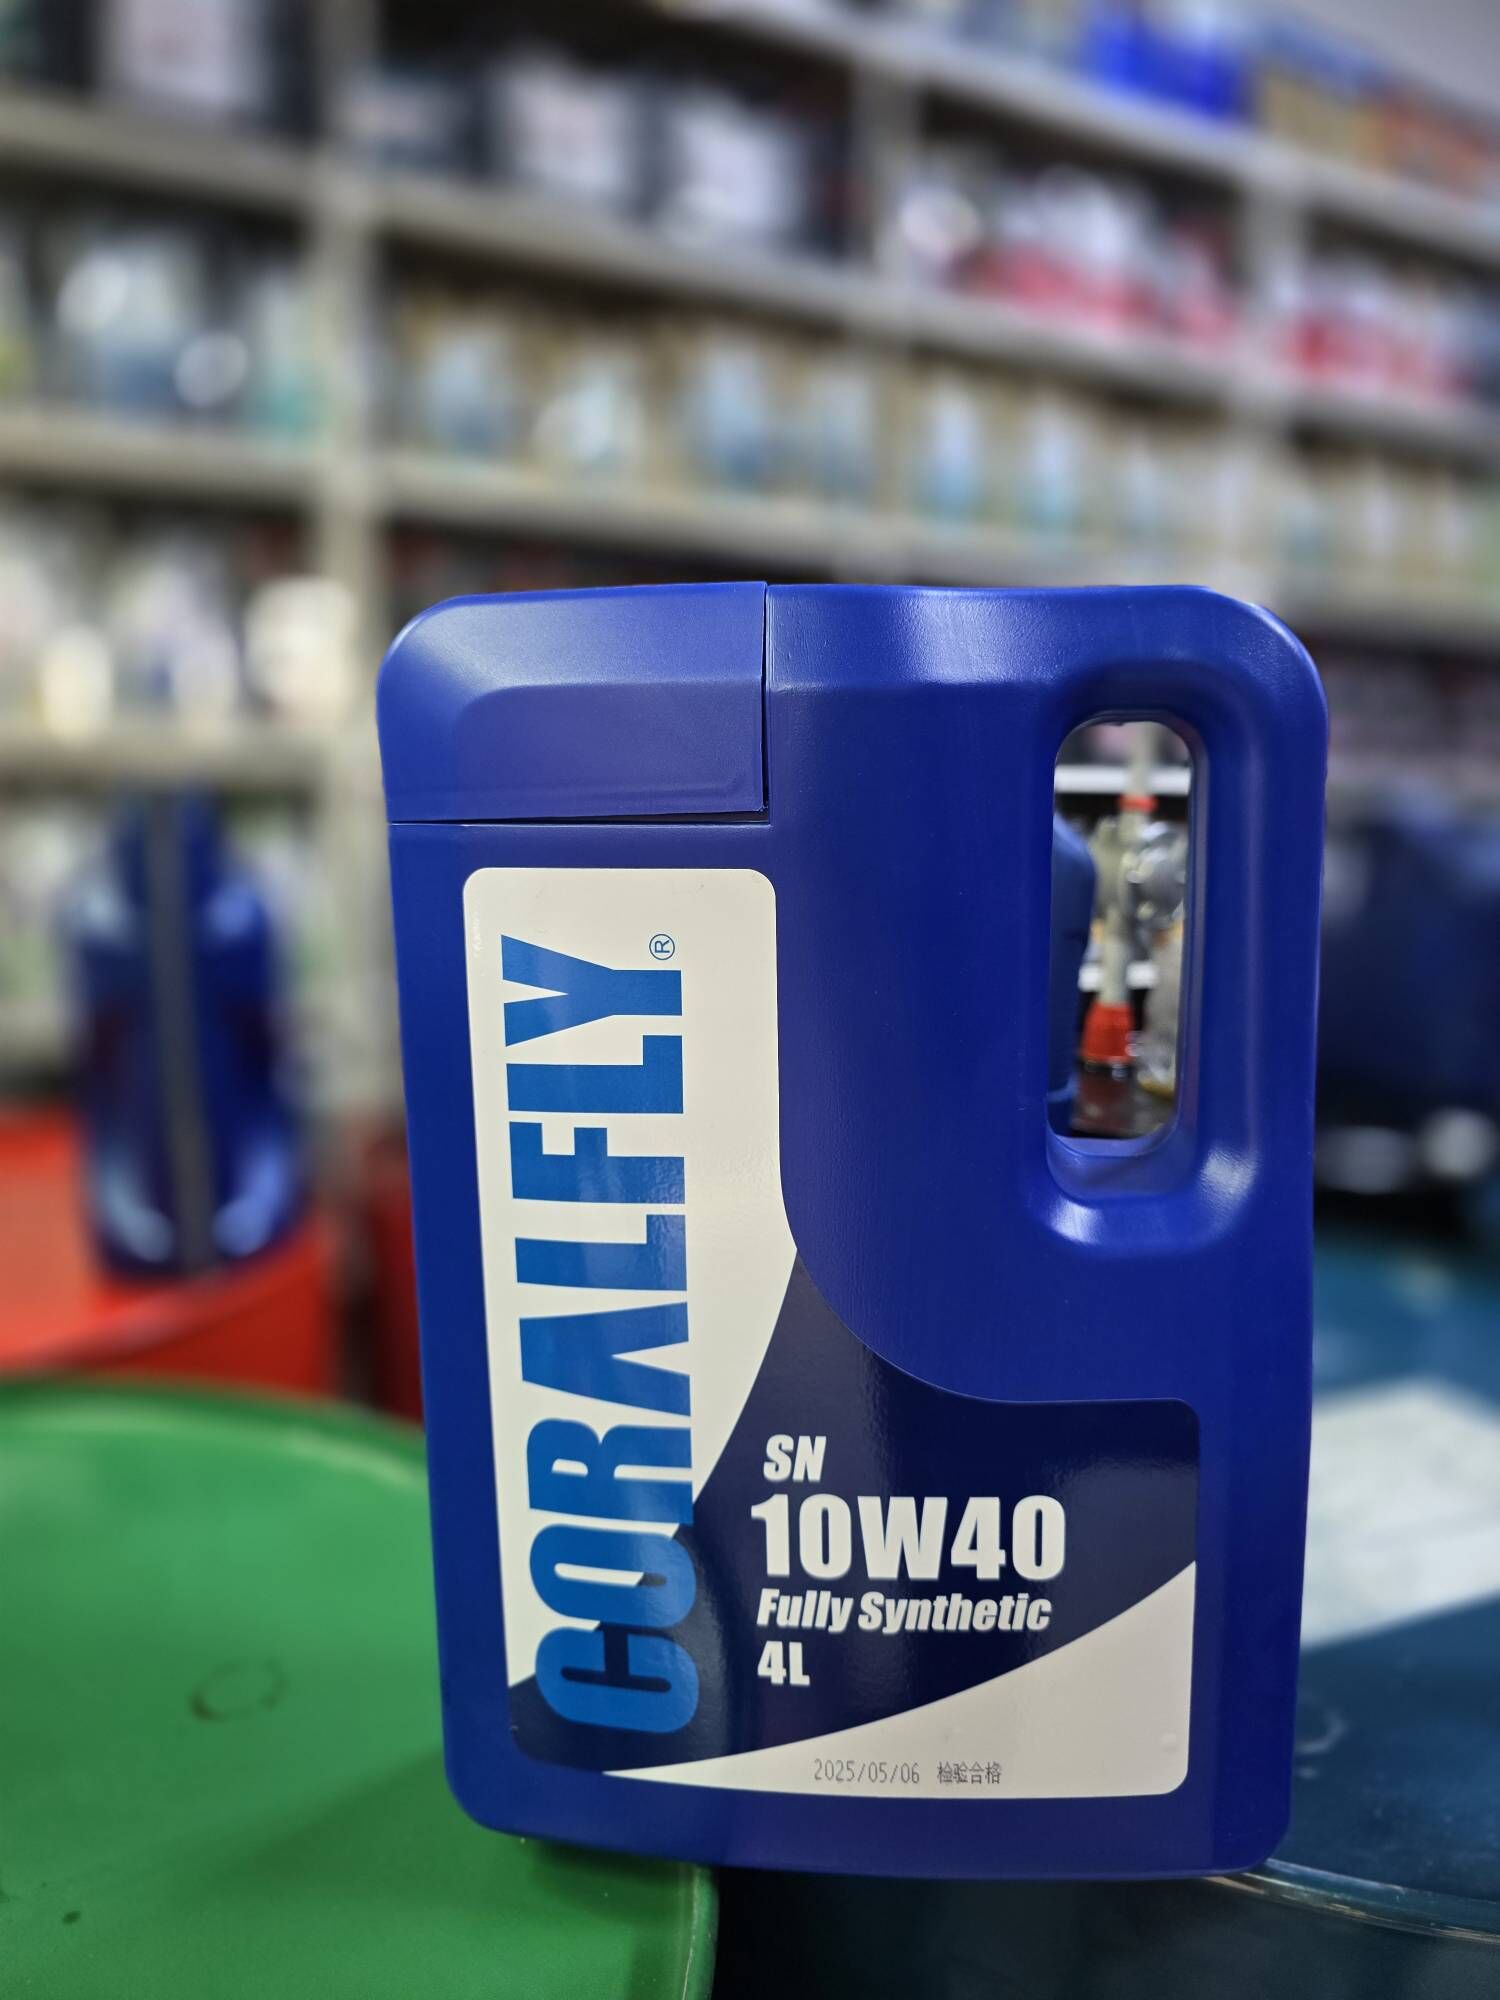 CORALFLY®
SN
10W40
Fully Synthetic
4L
2025/05/06 检验合格